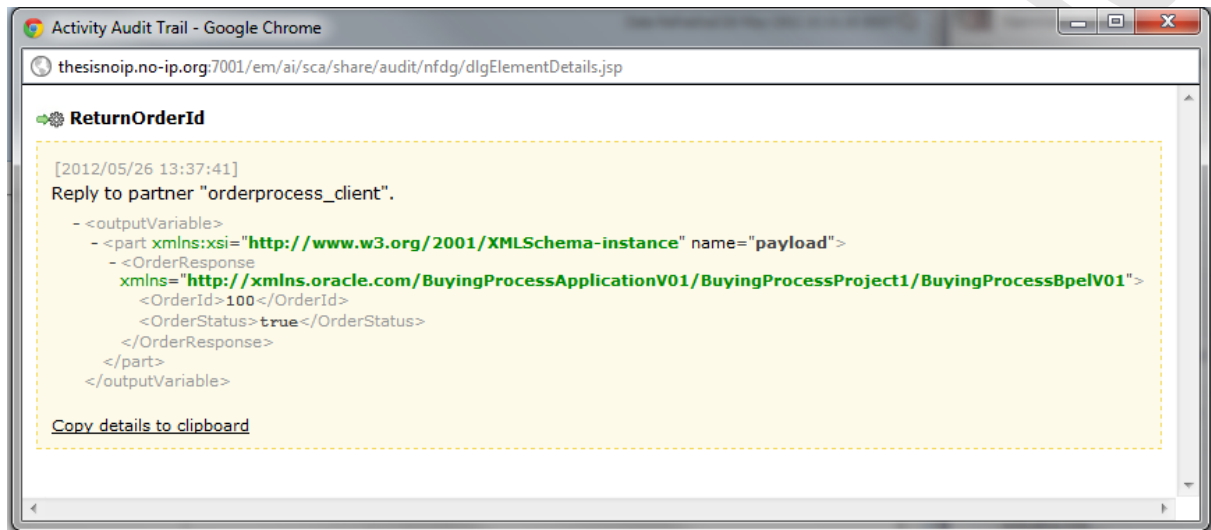 Activity Audit Trail - Google Chrome
thesisnoip.no-ip.org:7001/em/ai/sca/share/audit/nfdg/dlgElementDetails.jsp
ReturnOrderId
[2012/05/26 13:37:41]
Reply to partner "orderprocess_client".
- <outputVariable>
- <part xmlns:xsi="http://www.w3.org/2001/XMLSchema-instance" name="payload">
- <OrderResponse
xmlns="http://xmlns.oracle.com/BuyingProcessApplicationV01/BuyingProcessProject1/BuyingProcessBpelV01">
<OrderId>100</OrderId>
<OrderStatus>true</OrderStatus>
</OrderResponse>
</part>
</outputVariable>
Copy details to clipboard